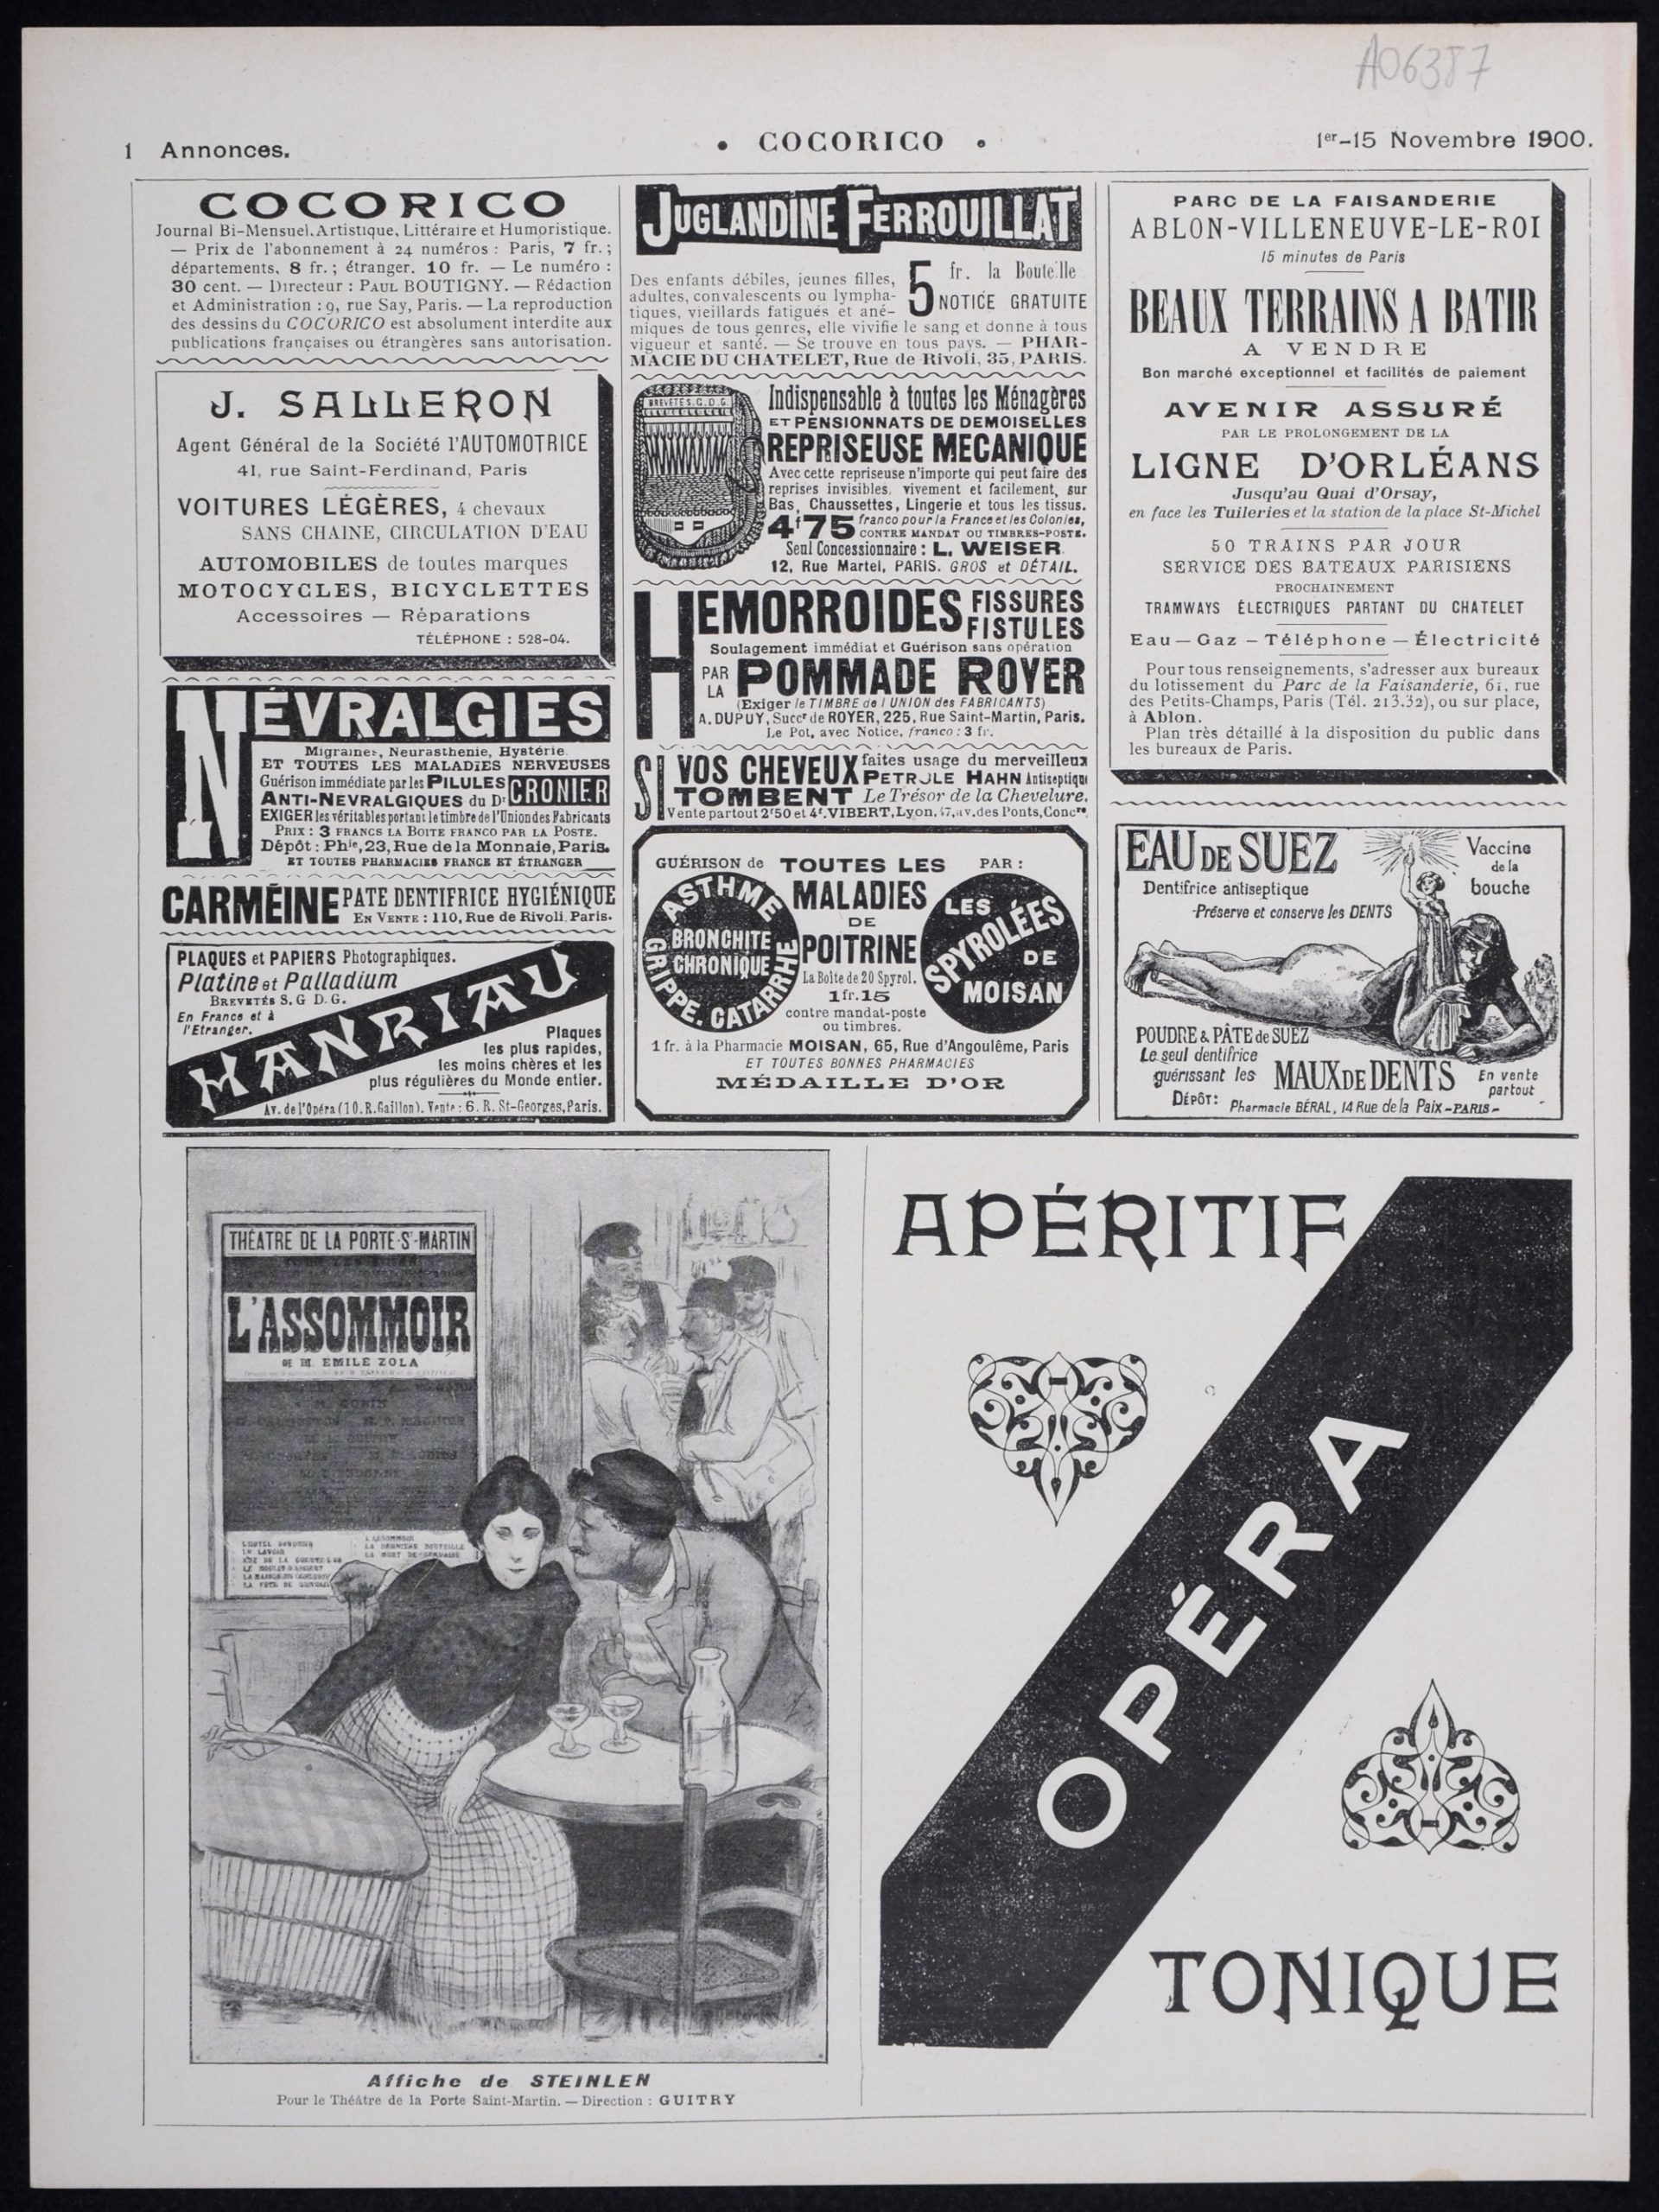 A06387
1 Annonces.
• COCORICO •
1er-15 Novembre 1900.
COCORICO
Journal Bi-Mensuel, Artistique, Littéraire et Humoristique.
— Prix de l'abonnement à 24 numéros : Paris, 7 fr. ;
départements, 8 fr. ; étranger, 10 fr. — Le numéro :
30 cent. — Directeur : PAUL BOUTIGNY. — Rédaction
et Administration : 9, rue Say, Paris. — La reproduction
des dessins du COCORICO est absolument interdite aux
publications françaises ou étrangères sans autorisation.
J. SALLERON
Agent Général de la Société l'AUTOMOTRICE
41, rue Saint-Ferdinand, Paris
VOITURES LÉGÈRES, 4 chevaux
SANS CHAINE, CIRCULATION D'EAU
AUTOMOBILES de toutes marques
MOTOCYCLES, BICYCLETTES
Accessoires — Réparations
TÉLÉPHONE : 528-04.
NÉVRALGIES
Migraines, Neurasthenie, Hystérie
ET TOUTES LES MALADIES NERVEUSES
Guérison immédiate par les PILULES
ANTI-NEVRALGIQUES du Dr CRONIER
EXIGER les véritables portant le timbre de l'Union des Fabricants
PRIX : 3 FRANCS LA BOITE FRANCO PAR LA POSTE.
Dépôt : Phie, 23, Rue de la Monnaie, Paris.
ET TOUTES PHARMACIES FRANCE ET ÉTRANGER
CARMÉINE PATE DENTIFRICE HYGIÉNIQUE
EN VENTE : 110, Rue de Rivoli, Paris.
PLAQUES et PAPIERS Photographiques.
Platine et Palladium
BREVETÉS S. G D. G.
En France et à
l'Etranger.
HANRIAU
Plaques
les plus rapides,
les moins chères et les
plus régulières du Monde entier.
Av. de l'Opéra (10. R. Gaillon). Vente : 6. R. St-Georges, Paris.
JUGLANDINE FERROUILLAT
5 fr. la Bouteille
NOTICE GRATUITE
Des enfants débiles, jeunes filles,
adultes, convalescents ou lympha-
tiques, vieillards fatigués et ané-
miques de tous genres, elle vivifie le sang et donne à tous
vigueur et santé. — Se trouve en tous pays. — PHAR-
MACIE DU CHATELET, Rue de Rivoli, 35, PARIS.
BREVETÉ S.G.D.G.
Indispensable à toutes les Ménagères
ET PENSIONNATS DE DEMOISELLES
REPRISEUSE MECANIQUE
Avec cette repriseuse n'importe qui peut faire des
reprises invisibles, vivement et facilement, sur
Bas, Chaussettes, Lingerie et tous les tissus.
4f75 franco pour la France et les Colonies,
CONTRE MANDAT OU TIMBRES-POSTE.
Seul Concessionnaire : L. WEISER
12, Rue Martel, PARIS. GROS et DÉTAIL.
HEMORROIDES FISSURES
FISTULES
Soulagement immédiat et Guérison sans opération
PAR LA POMMADE ROYER
(Exiger le TIMBRE de l'UNION des FABRICANTS)
A. DUPUY, Succr de ROYER, 225, Rue Saint-Martin, Paris.
Le Pot, avec Notice, franco : 3 fr.
SI VOS CHEVEUX TOMBENT
faites usage du merveilleux
PETROLE HAHN Antiseptique
Le Trésor de la Chevelure.
Vente partout 2f50 et 4f. VIBERT, Lyon, 47, av. des Ponts, Concre.
GUÉRISON de TOUTES LES PAR :
MALADIES
DE
POITRINE
ASTHME
BRONCHITE
CHRONIQUE
GRIPPE. CATARRHE
LES
SPYROLÉES
DE
MOISAN
La Boîte de 20 Spyrol.
1fr.15
contre mandat-poste
ou timbres.
1 fr. à la Pharmacie MOISAN, 65, Rue d'Angoulême, Paris
ET TOUTES BONNES PHARMACIES
MÉDAILLE D'OR
PARC DE LA FAISANDERIE
ABLON-VILLENEUVE-LE-ROI
15 minutes de Paris
BEAUX TERRAINS A BATIR
A VENDRE
Bon marché exceptionnel et facilités de paiement
AVENIR ASSURÉ
PAR LE PROLONGEMENT DE LA
LIGNE D'ORLÉANS
Jusqu'au Quai d'Orsay,
en face les Tuileries et la station de la place St-Michel
50 TRAINS PAR JOUR
SERVICE DES BATEAUX PARISIENS
PROCHAINEMENT
TRAMWAYS ÉLECTRIQUES PARTANT DU CHATELET
Eau — Gaz — Téléphone — Électricité
Pour tous renseignements, s'adresser aux bureaux
du lotissement du Parc de la Faisanderie, 61, rue
des Petits-Champs, Paris (Tél. 213.32), ou sur place,
à Ablon.
Plan très détaillé à la disposition du public dans
les bureaux de Paris.
EAU DE SUEZ
Vaccine
de la
bouche
Dentifrice antiseptique
Préserve et conserve les DENTS
POUDRE & PÂTE de SUEZ
Le seul dentifrice
guérissant les MAUX DE DENTS
En vente
partout
DÉPÔT: Pharmacie BÉRAL, 14 Rue de la Paix - PARIS -
THÉATRE DE LA PORTE-ST-MARTIN
L'ASSOMMOIR
DE M. EMILE ZOLA
Affiche de STEINLEN
Pour le Théâtre de la Porte Saint-Martin. — Direction : GUITRY
APÉRITIF
OPÉRA
TONIQUE